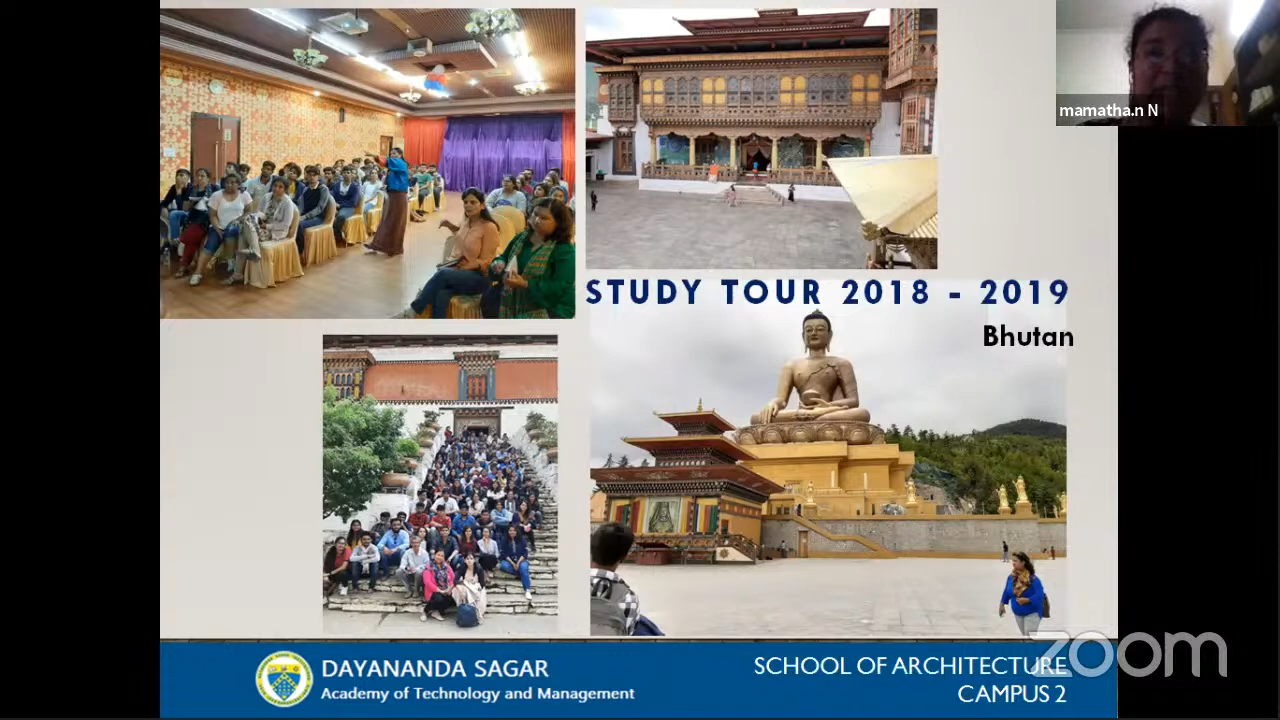 mamatha.n N
STUDY TOUR 2018 - 2019
Bhutan
DAYANANDA SAGAR
Academy of Technology and Management
SCHOOL OF ARCHITECTURE
CAMPUS 2
zoom